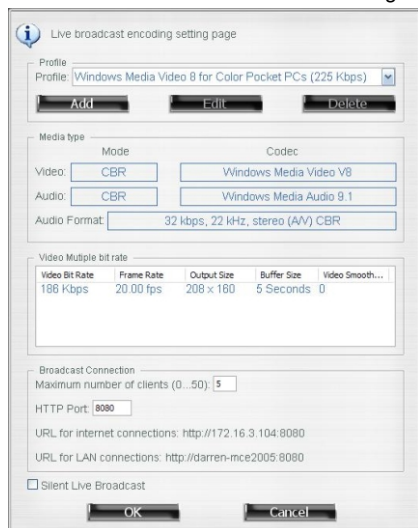 Live broadcast encoding setting page
Profile
Profile: Windows Media Video 8 for Color Pocket PCs (225 Kbps)
Add Edit Delete
Media type
Mode Codec
Video: CBR Windows Media Video V8
Audio: CBR Windows Media Audio 9.1
Audio Format: 32 kbps, 22 kHz, stereo (A/V) CBR
Video Mutiple bit rate
Video Bit Rate Frame Rate Output Size Buffer Size Video Smooth...
186 Kbps 20.00 fps 208 x 160 5 Seconds 0
Broadcast Connection
Maximum number of clients (0...50): 5
HTTP Port: 8080
URL for internet connections: http://172.16.3.104:8080
URL for LAN connections: http://darren-mce2005:8080
Silent Live Broadcast
OK Cancel